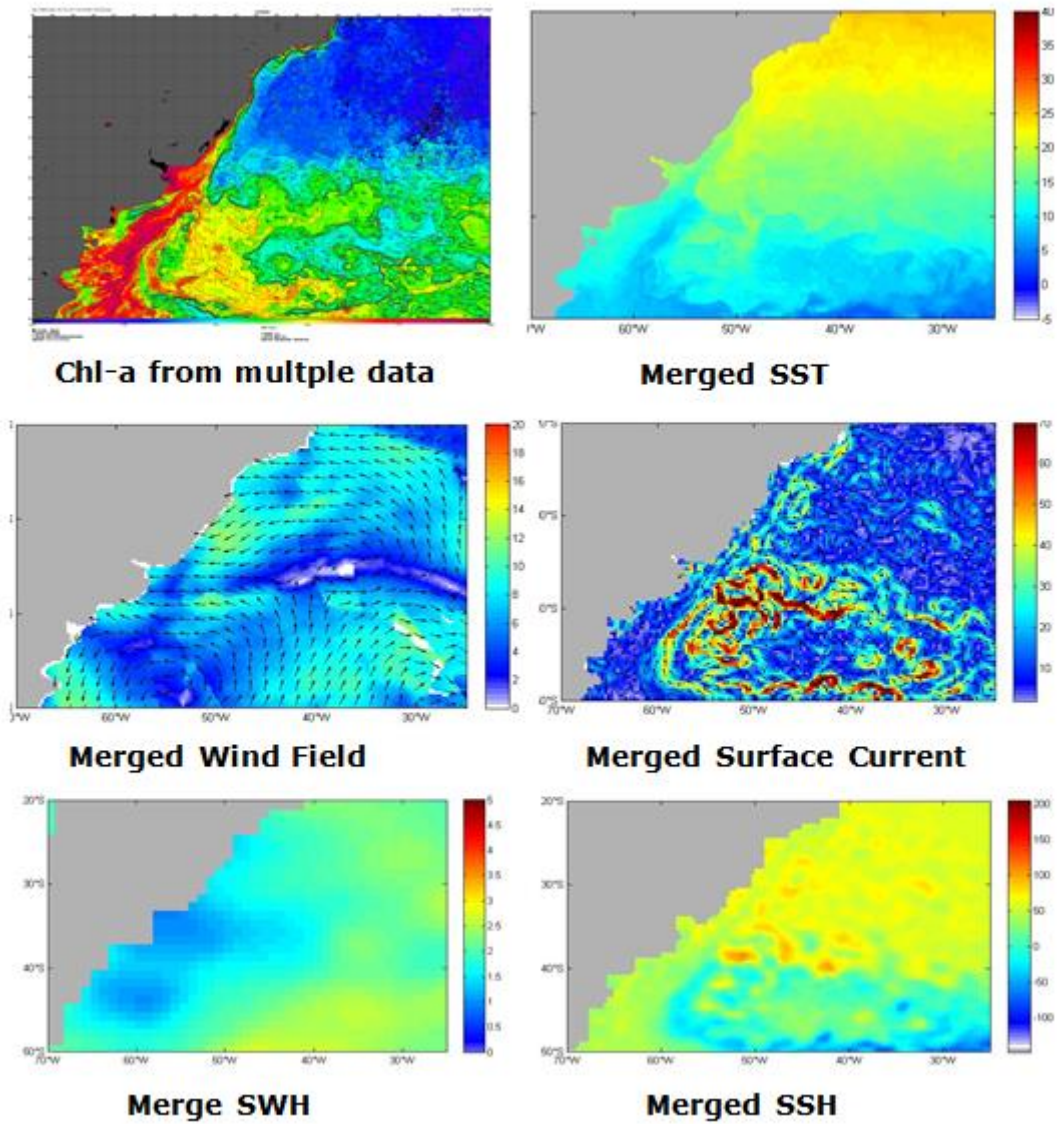 40
35
30
25
20
15
10
5
0
-5
60°W
50°W
40°W
30°W
Chl-a from multple data
Merged SST
20
18
16
14
12
10
8
6
4
2
0
60°W
50°W
40°W
30°W
70
60
50
40
30
20
10
70°W
60°W
50°W
40°W
30°W
Merged Wind Field
Merged Surface Current
20°S
30°S
40°S
50°S
70°W
60°W
50°W
40°W
30°W
5
4.5
4
3.5
3
2.5
2
1.5
1
0.5
0
20°S
30°S
40°S
50°S
70°W
60°W
50°W
40°W
30°W
200
150
100
50
0
-50
-100
Merge SWH
Merged SSH